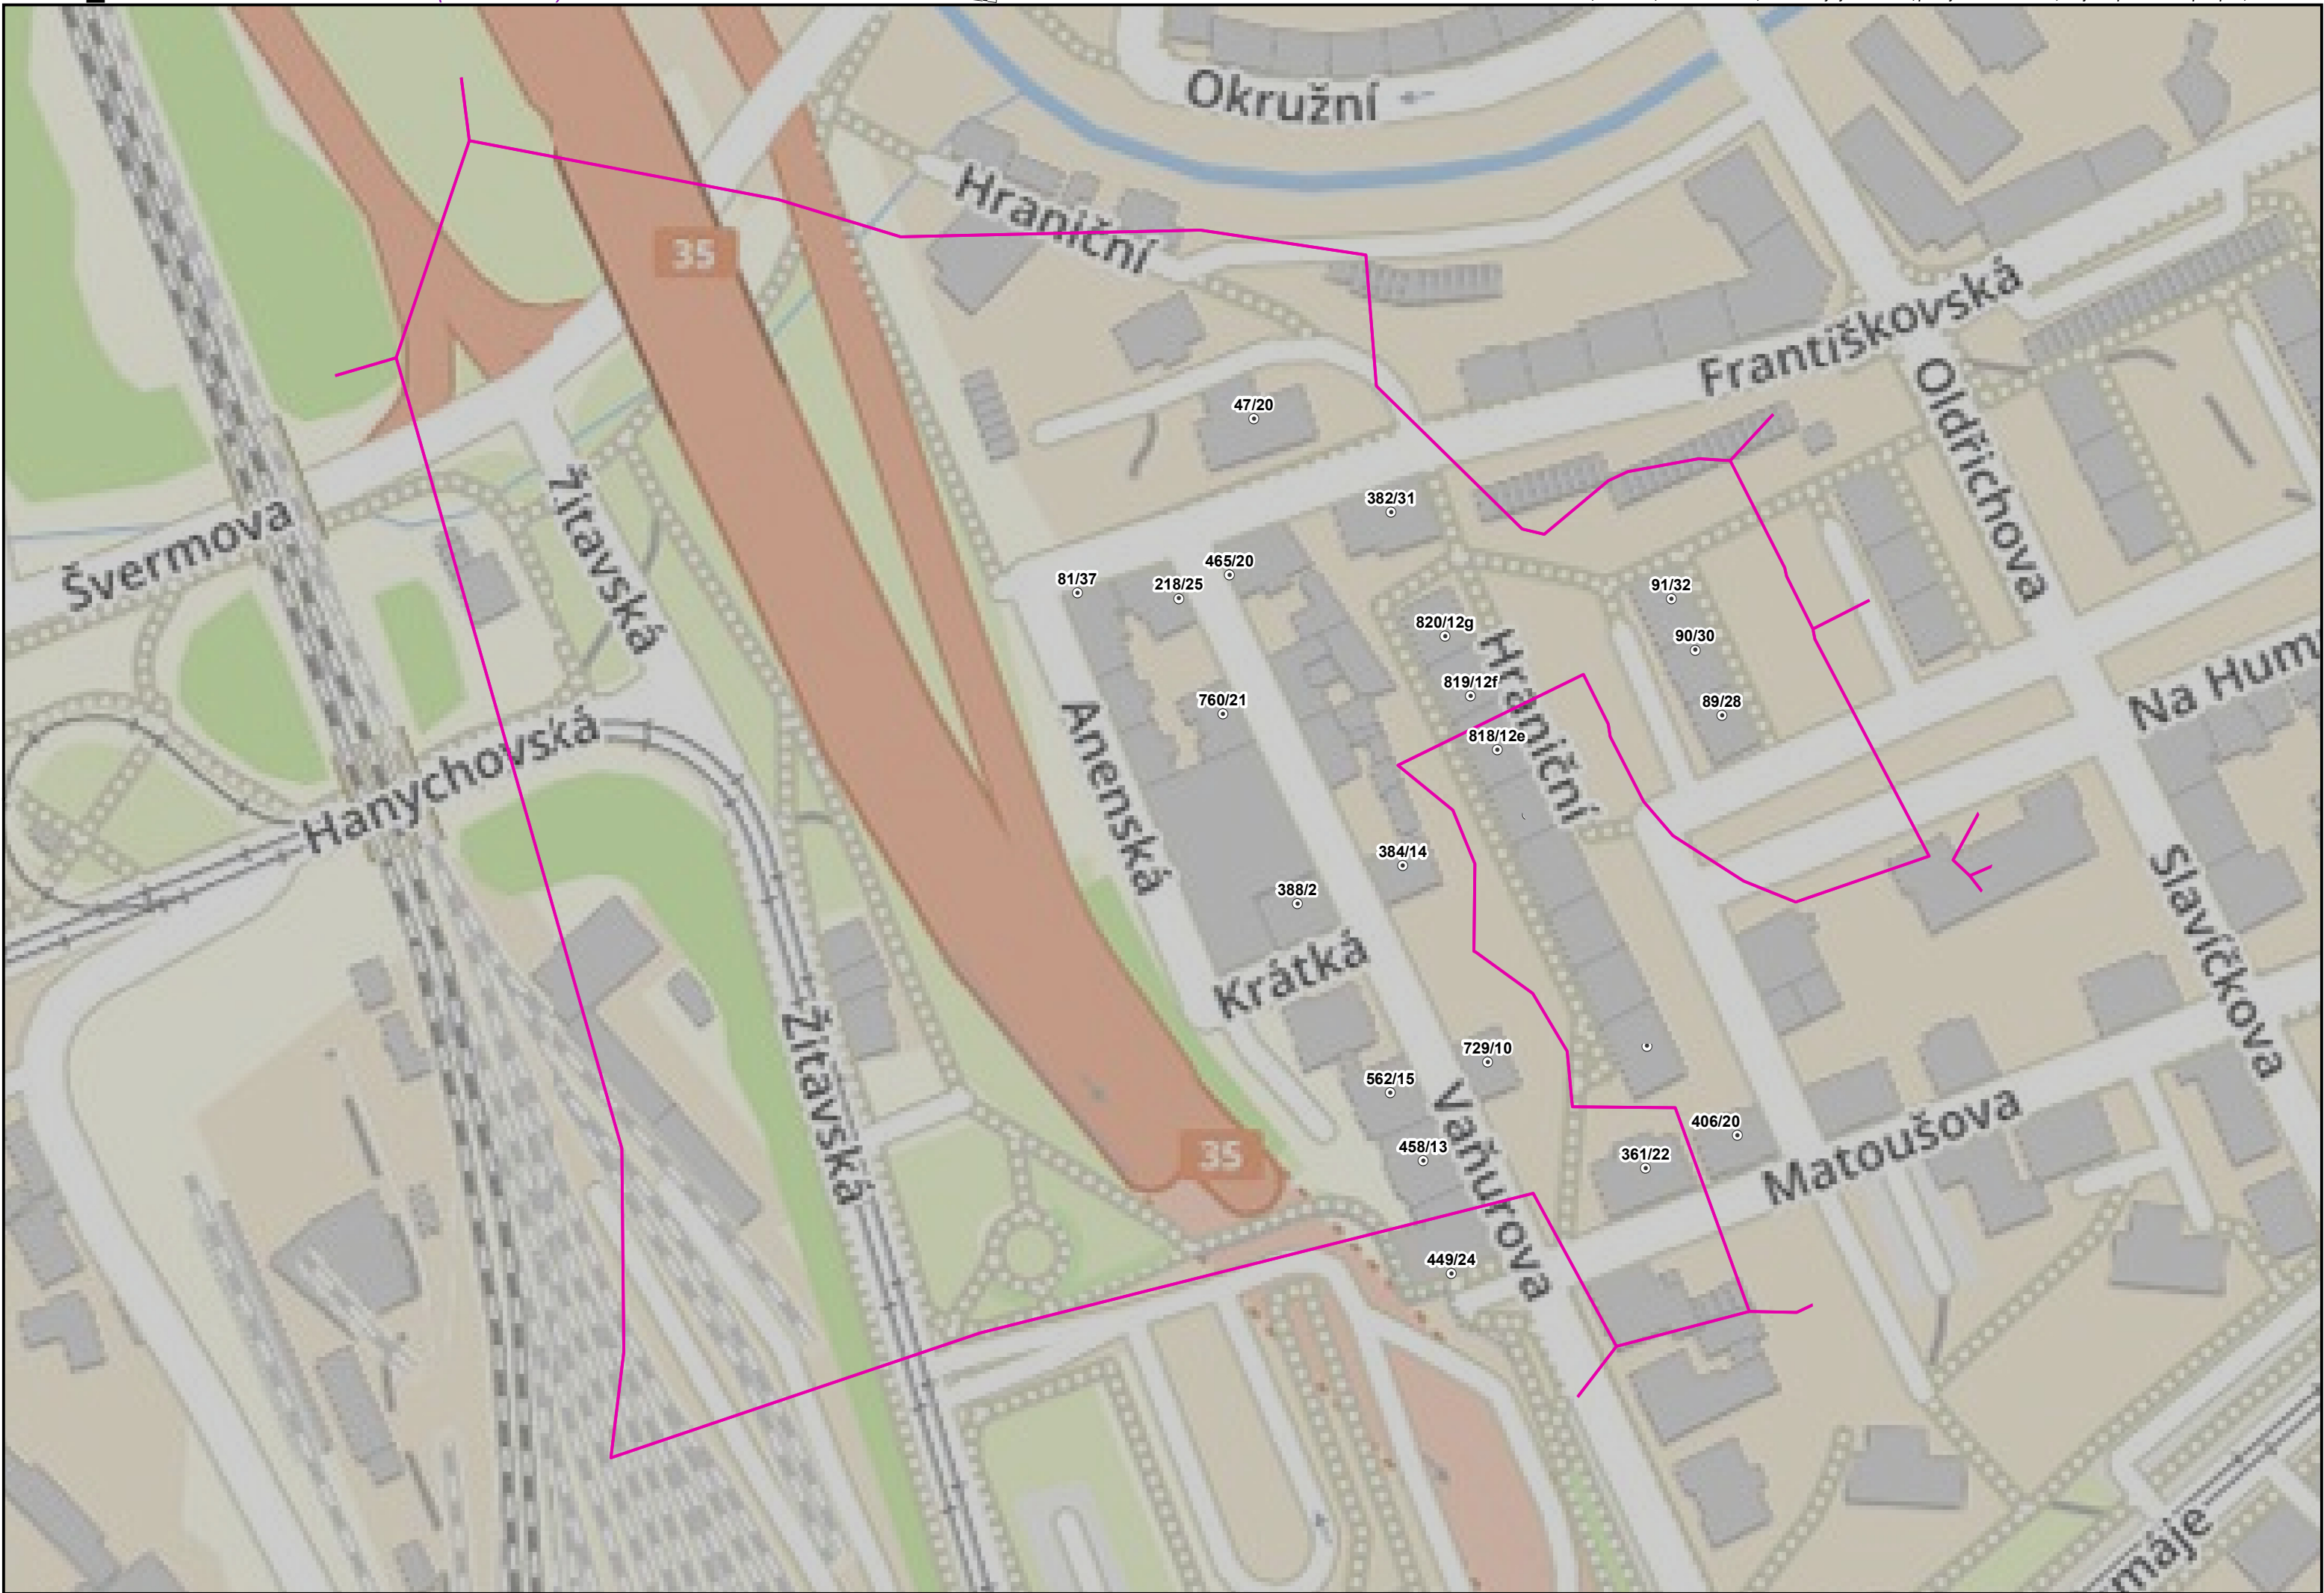 Okružní
Hraniční
35
Františkovská
Oldřichova
47/20
Žitavská
Švermova
382/31
465/20
81/37
218/25
91/32
820/12g
90/30
Hraniční
819/12f
89/28
760/21
818/12e
Na Hum
Anenská
Hanychovská
384/14
388/2
Slavíčkova
Krátká
Žitavská
729/10
562/15
Vaňurova
406/20
458/13
361/22
Matoušova
35
449/24
máje